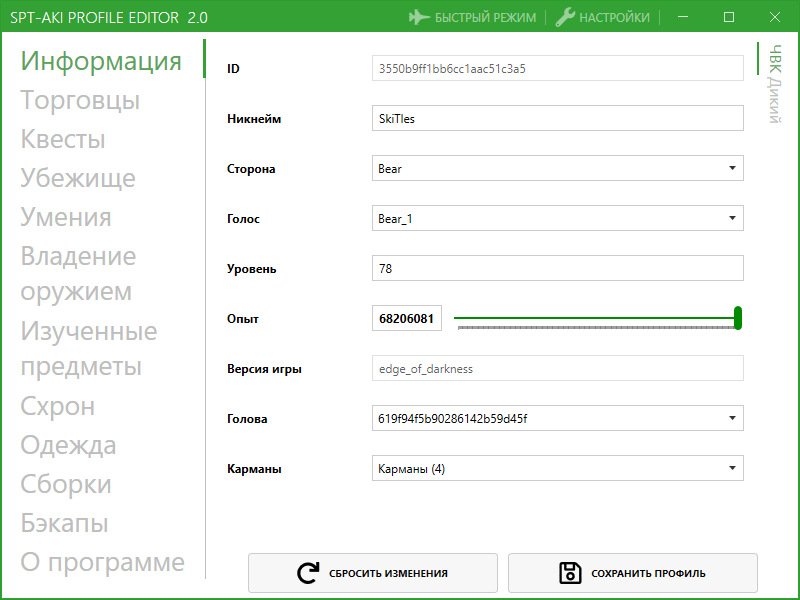 SPT-AKI PROFILE EDITOR 2.0
БЫСТРЫЙ РЕЖИМ
НАСТРОЙКИ
Информация
Торговцы
Квесты
Убежище
Умения
Владение
оружием
Изученные
предметы
Схрон
Одежда
Сборки
Бэкапы
О программе
ID
3550b9ff1bb6cc1aac51c3a5
Никнейм
SkiTles
Сторона
Bear
Голос
Bear_1
Уровень
78
Опыт
68206081
Версия игры
edge_of_darkness
Голова
619f94f5b90286142b59d45f
Карманы
Карманы (4)
СБРОСИТЬ ИЗМЕНЕНИЯ
СОХРАНИТЬ ПРОФИЛЬ
ЧВК
Дикий